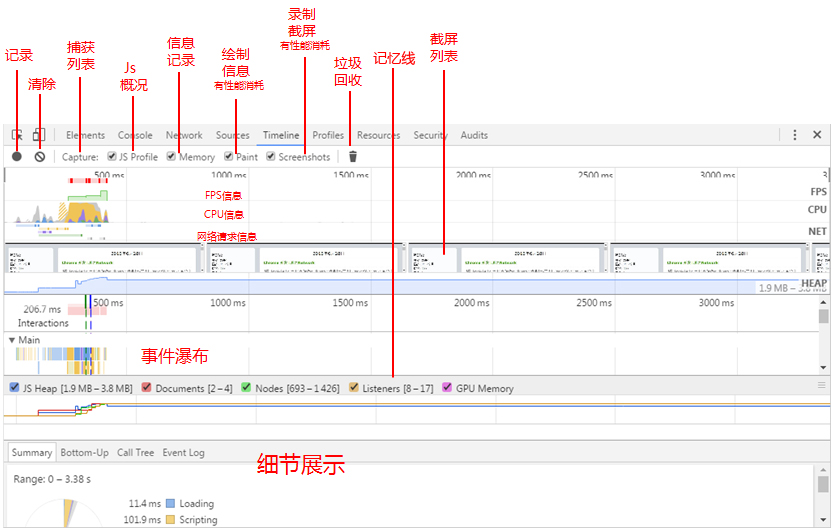 记录
清除
捕获
列表
Js
概况
信息
记录
绘制
信息
有性能消耗
录制
截屏
有性能消耗
垃圾
回收
记忆线
截屏
列表
Elements Console Network Sources Timeline Profiles Resources Security Audits
Capture: JS Profile Memory Paint Screenshots
500 ms 1000 ms 1500 ms 2000 ms 2500 ms 3000 ms 3
FPS信息 FPS
CPU信息 CPU
NET
网络请求信息
HEAP
1.9 MB – 3.8 MB
500 ms 1000 ms 1500 ms 2000 ms 2500 ms 3000 ms
206.7 ms
Interactions
Main
事件瀑布
JS Heap [1.9 MB – 3.8 MB] Documents [2 – 4] Nodes [693 – 1 426] Listeners [8 – 17] GPU Memory
Summary Bottom-Up Call Tree Event Log
细节展示
Range: 0 – 3.38 s
11.4 ms Loading
101.9 ms Scripting